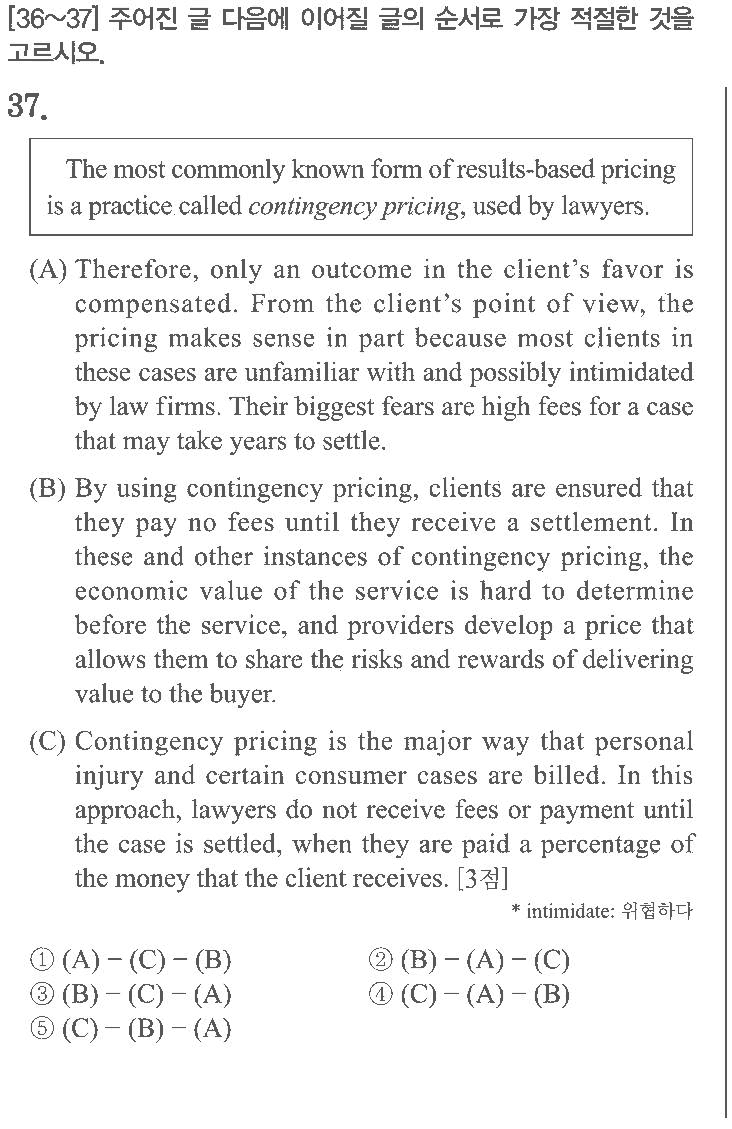 [36～37] 주어진 글 다음에 이어질 글의 순서로 가장 적절한 것을
고르시오.
37.
The most commonly known form of results-based pricing
is a practice called contingency pricing, used by lawyers.
(A) Therefore, only an outcome in the client's favor is
compensated. From the client's point of view, the
pricing makes sense in part because most clients in
these cases are unfamiliar with and possibly intimidated
by law firms. Their biggest fears are high fees for a case
that may take years to settle.
(B) By using contingency pricing, clients are ensured that
they pay no fees until they receive a settlement. In
these and other instances of contingency pricing, the
economic value of the service is hard to determine
before the service, and providers develop a price that
allows them to share the risks and rewards of delivering
value to the buyer.
(C) Contingency pricing is the major way that personal
injury and certain consumer cases are billed. In this
approach, lawyers do not receive fees or payment until
the case is settled, when they are paid a percentage of
the money that the client receives. [3점]
* intimidate: 위협하다
① (A) － (C) － (B) ② (B) － (A) － (C)
③ (B) － (C) － (A) ④ (C) － (A) － (B)
⑤ (C) － (B) － (A)